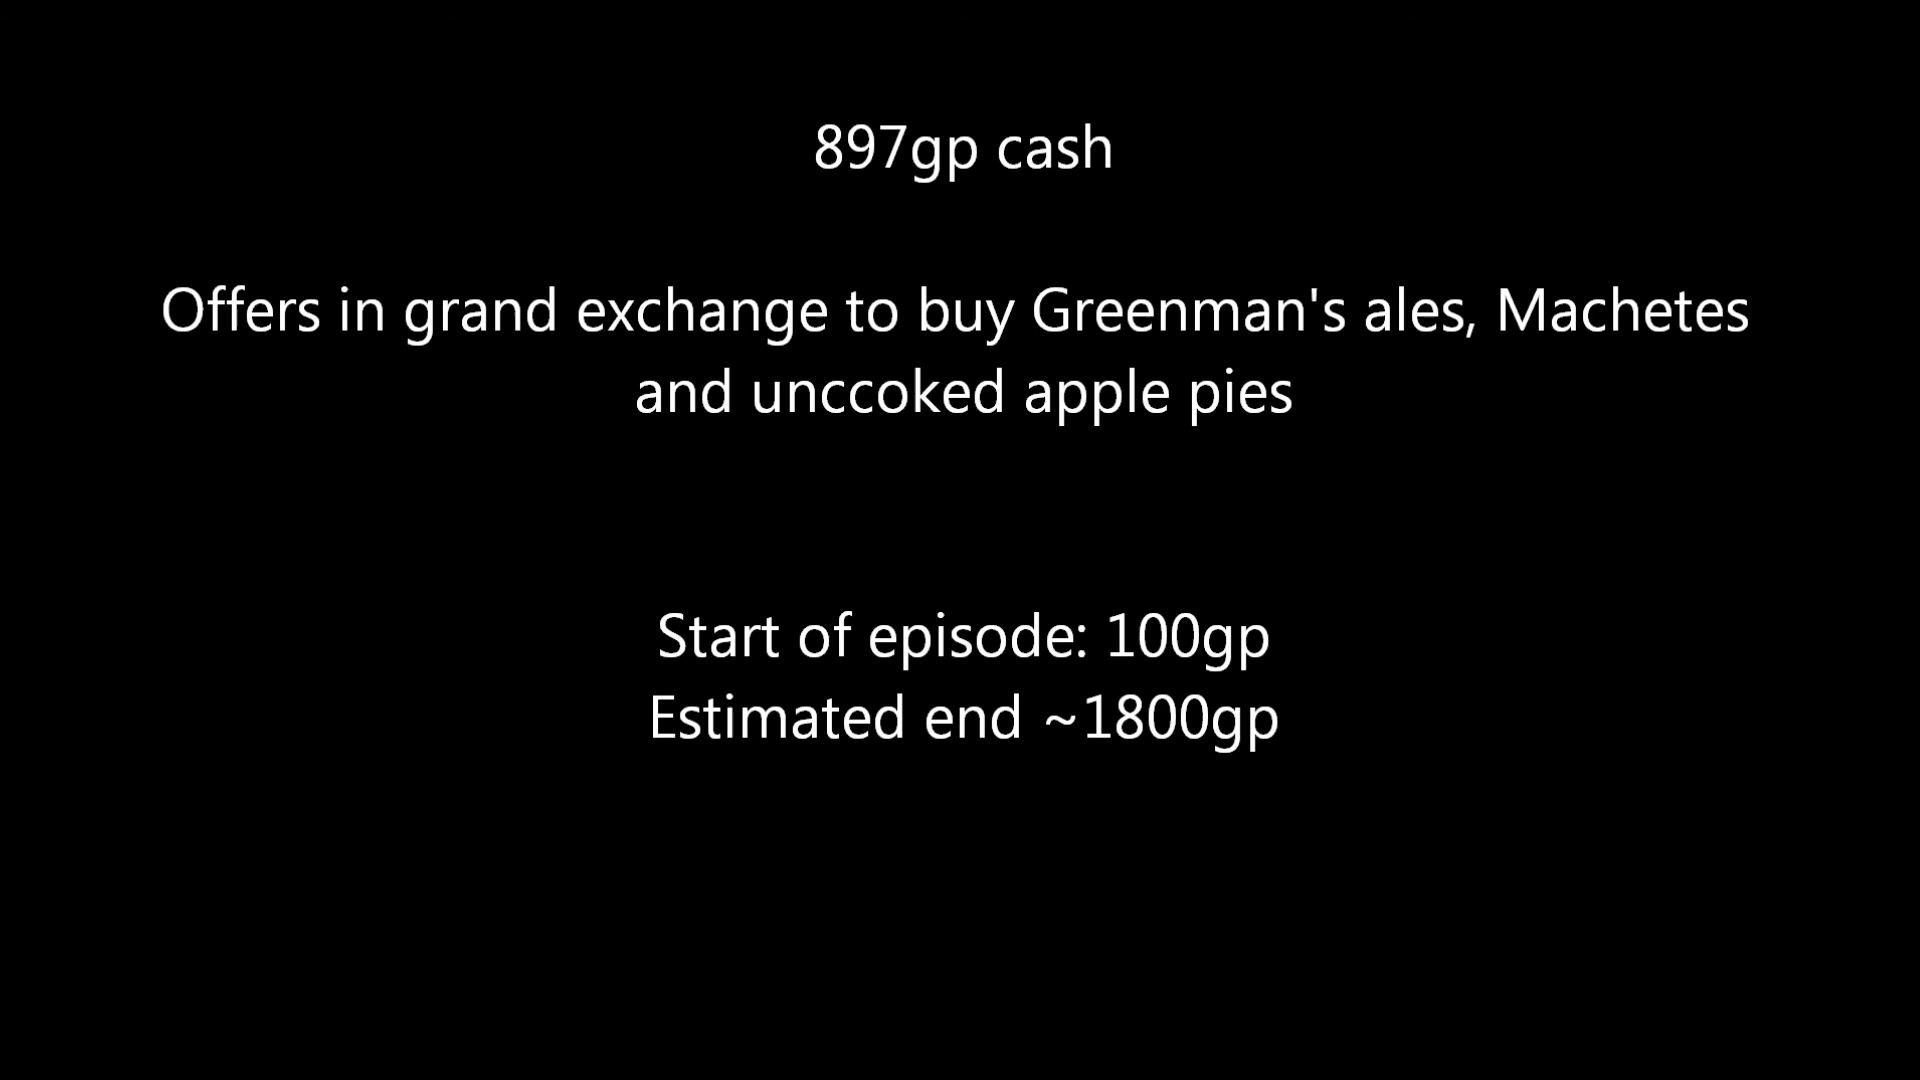 897gp cash
Offers in grand exchange to buy Greenman's ales, Machetes
and unccoked apple pies
Start of episode: 100gp
Estimated end ~1800gp